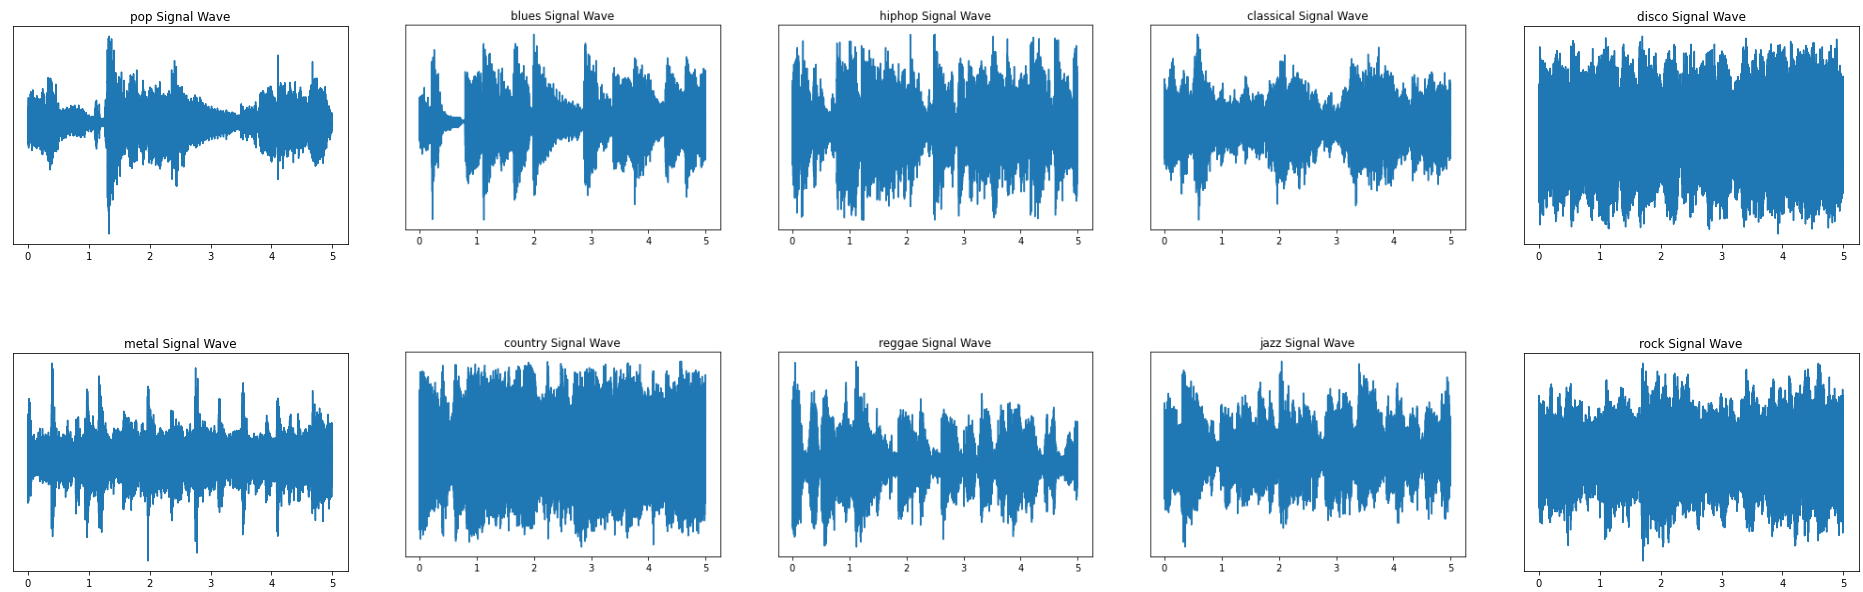 pop Signal Wave
blues Signal Wave
hiphop Signal Wave
classical Signal Wave
disco Signal Wave
0 1 2 3 4 5
0 1 2 3 4 5
0 1 2 3 4 5
0 1 2 3 4 5
0 1 2 3 4 5
metal Signal Wave
country Signal Wave
reggae Signal Wave
jazz Signal Wave
rock Signal Wave
0 1 2 3 4 5
0 1 2 3 4 5
0 1 2 3 4 5
0 1 2 3 4 5
0 1 2 3 4 5